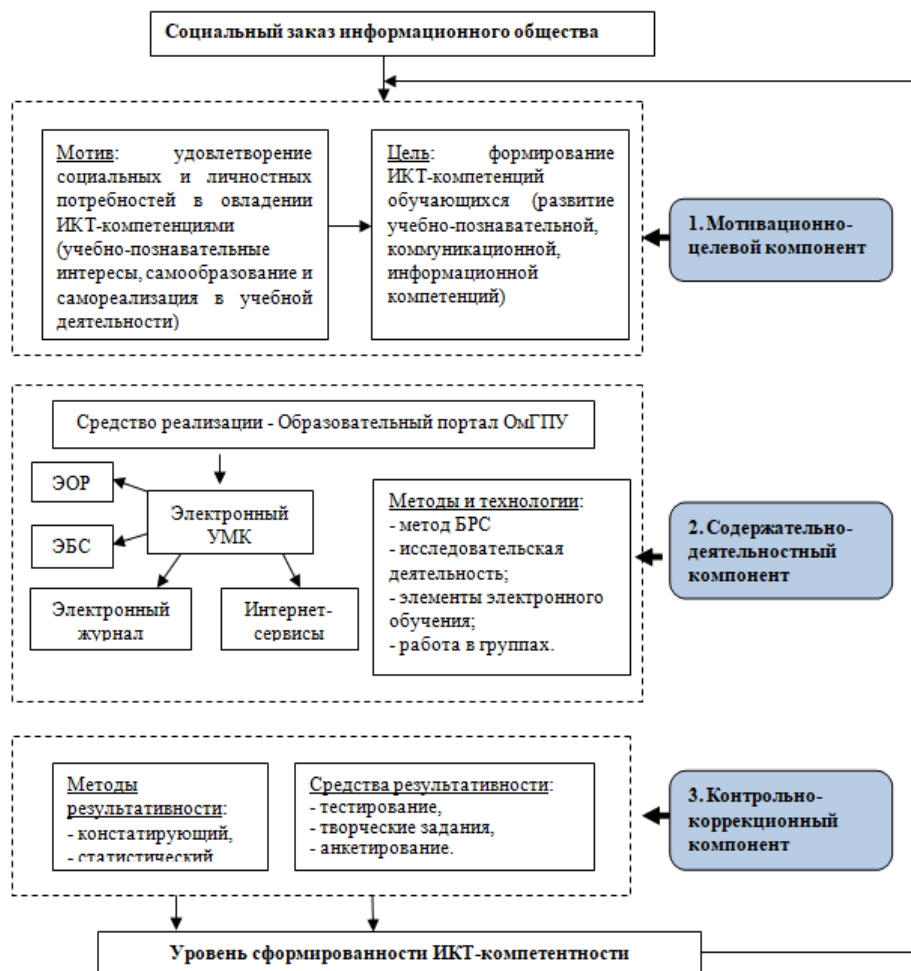 Социальный заказ информационного общества
Мотив: удовлетворение
социальных и личностных
потребностей в овладении
ИКТ-компетенциями
(учебно-познавательные
интересы, самообразование и
самореализация в учебной
деятельности)
Цель: формирование
ИКТ-компетенций
обучающихся (развитие
учебно-познавательной,
коммуникационной,
информационной
компетенций)
1. Мотивационно-
целевой компонент
Средство реализации - Образовательный портал ОмГПУ
ЭОР
ЭБС
Электронный
УМК
Электронный
журнал
Интернет-
сервисы
Методы и технологии:
- метод БРС
- исследовательская
деятельность;
- элементы электронного
обучения;
- работа в группах.
2. Содержательно-
деятельностный
компонент
Методы
результативности:
- констатирующий,
- статистический
Средства результативности:
- тестирование,
- творческие задания,
- анкетирование.
3. Контрольно-
коррекционный
компонент
Уровень сформированности ИКТ-компетентности